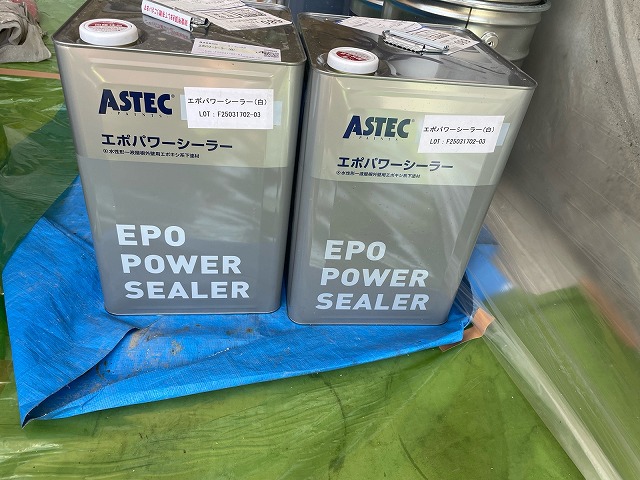 ASTEC
PAINTS
エポパワーシーラー(白)
LOT:F25031702-03
エポパワーシーラー
EPO
POWER
SEALER
ASTEC
PAINTS
エポパワーシーラー(白)
LOT:F25031702-03
エポパワーシーラー
EPO
POWER
SEALER